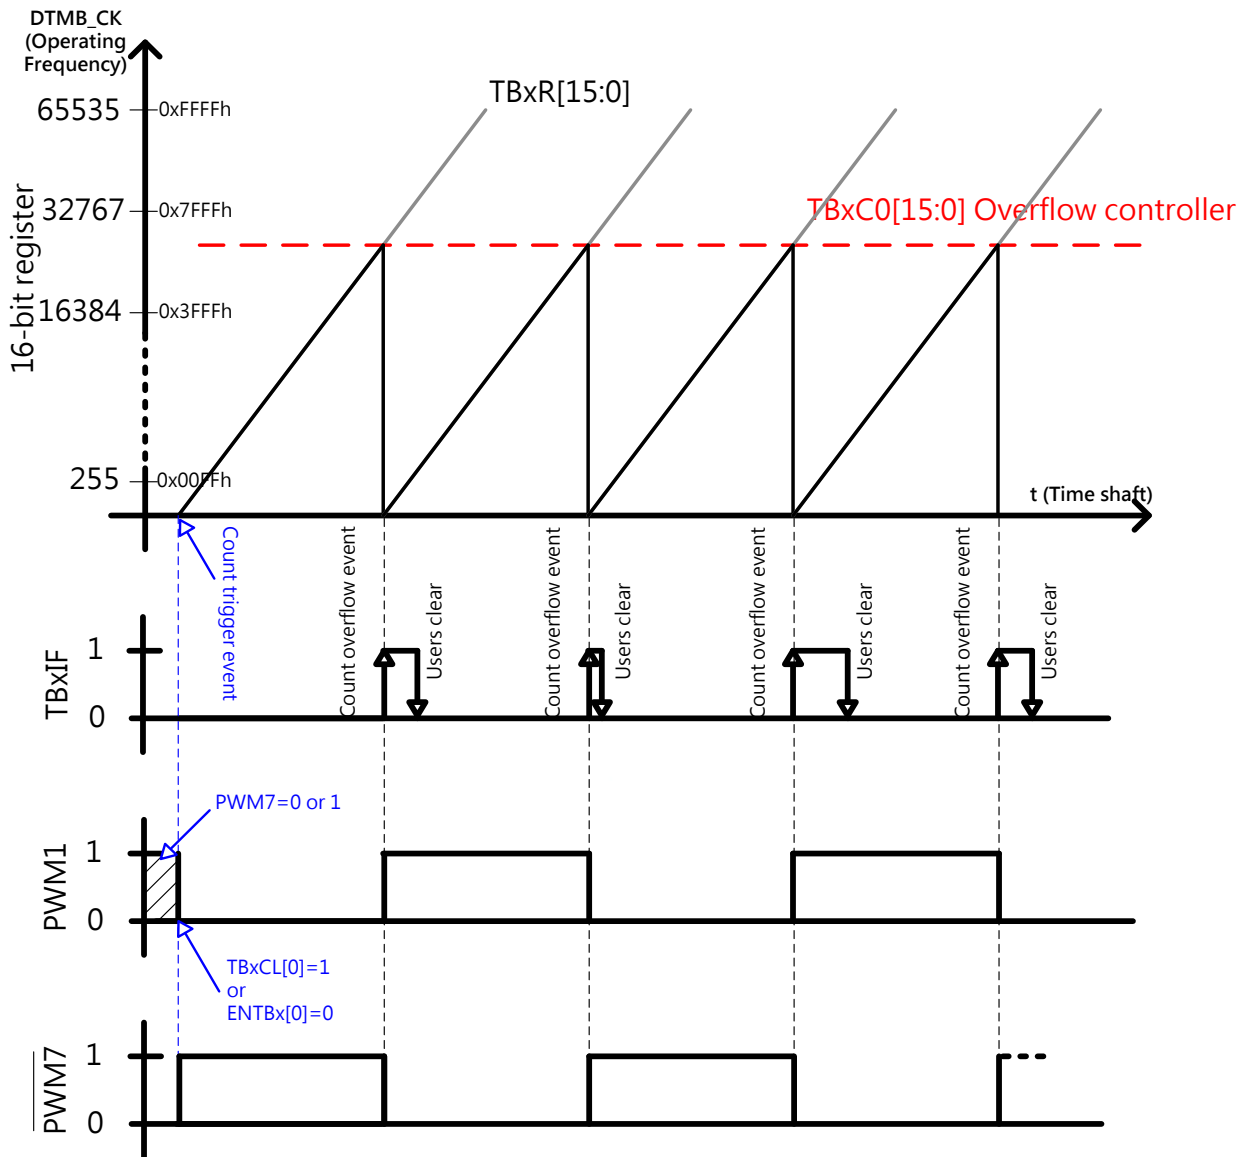 DTMB_CK
(Operating
Frequency)
65535
0xFFFFh
TBxR[15:0]
32767
0x7FFFh
TBxC0[15:0] Overflow controller
16-bit register
16384
0x3FFFh
255
0x00FFh
t (Time shaft)
Count trigger event
Count overflow event
Users clear
Count overflow event
Users clear
Count overflow event
Users clear
Count overflow event
Users clear
TBxIF
1
0
PWM7=0 or 1
PWM1
1
0
TBxCL[0]=1
or
ENTBx[0]=0
PWM7
1
0